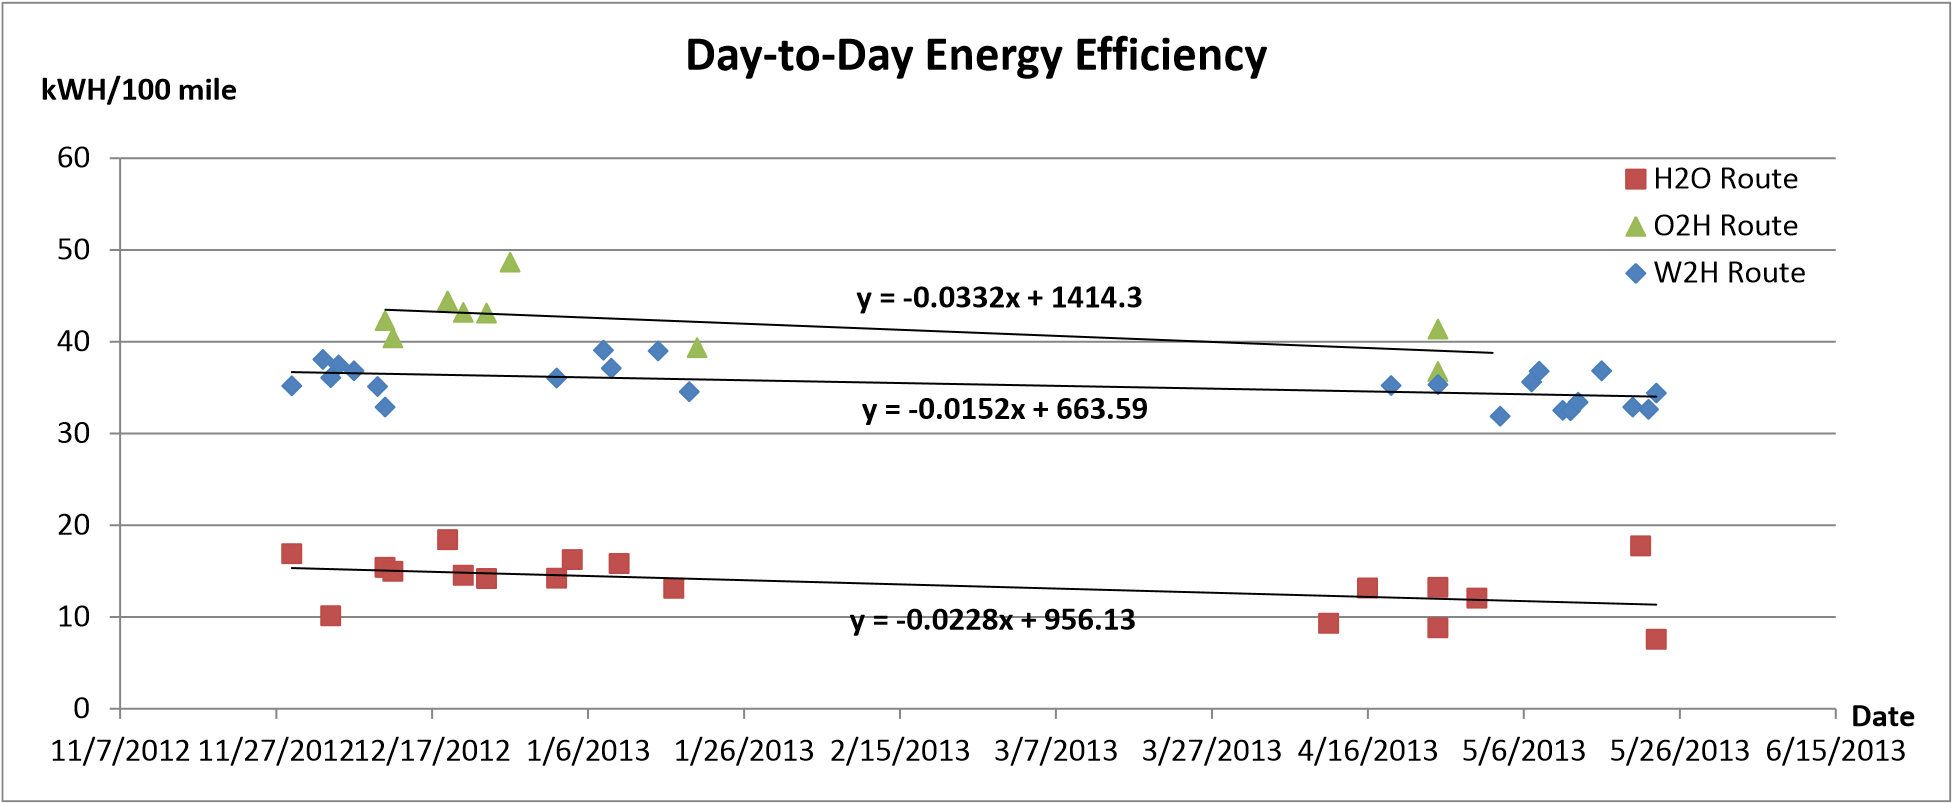 Day-to-Day Energy Efficiency
kWH/100 mile
60
50
40
30
20
10
0
H2O Route
O2H Route
W2H Route
y = -0.0332x + 1414.3
y = -0.0152x + 663.59
y = -0.0228x + 956.13
Date
11/7/2012 11/27/2012 12/17/2012 1/6/2013 1/26/2013 2/15/2013 3/7/2013 3/27/2013 4/16/2013 5/6/2013 5/26/2013 6/15/2013